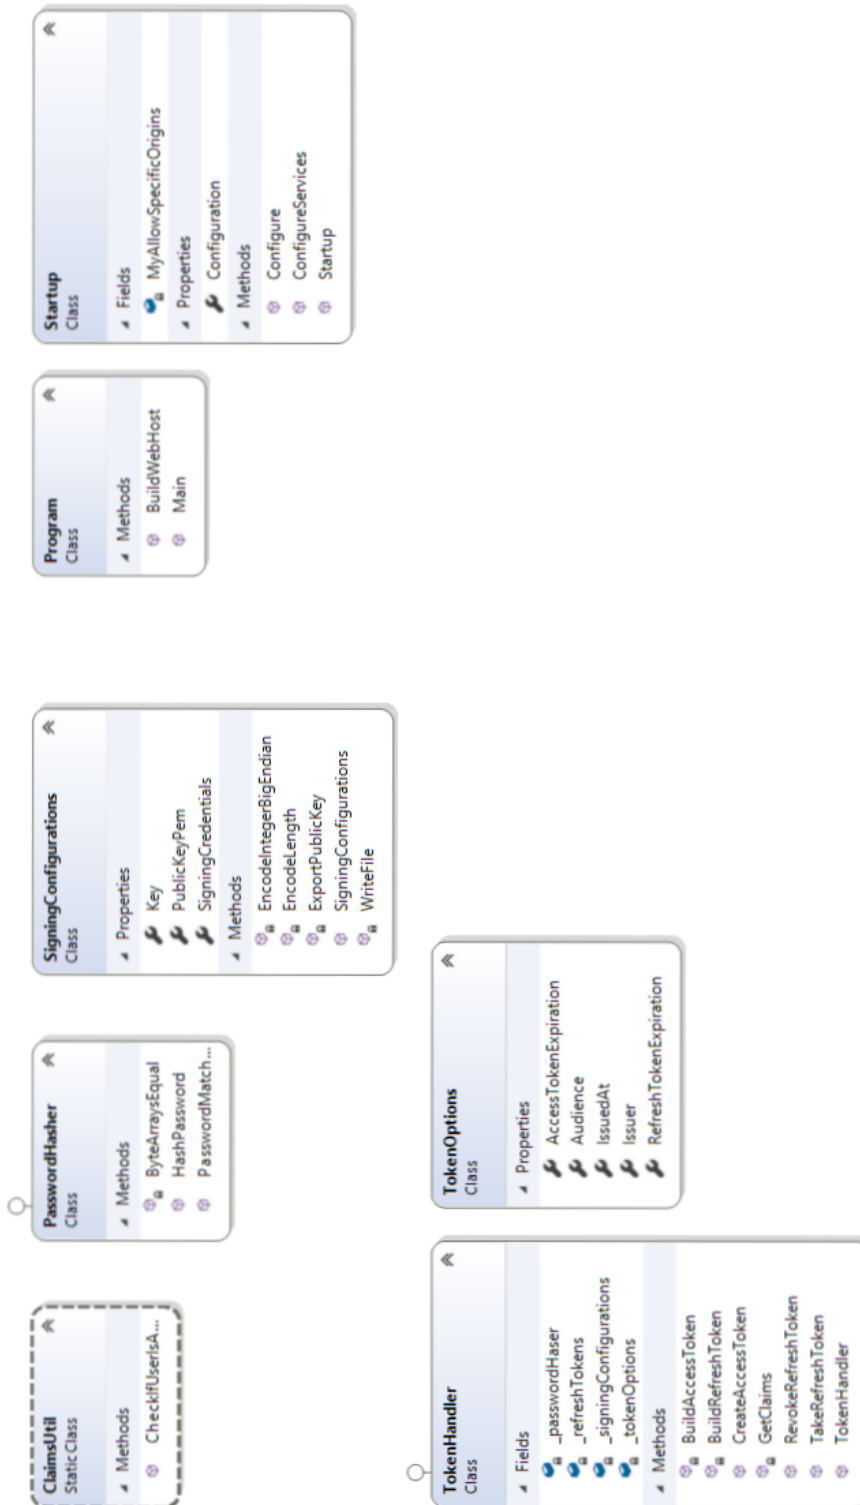 ClaimsUtil
Static Class
Methods
CheckIfUserIsA...
PasswordHasher
Class
Methods
ByteArraysEqual
HashPassword
PasswordMatch...
SigningConfigurations
Class
Properties
Key
PublicKeyPem
SigningCredentials
Methods
EncodeIntegerBigEndian
EncodeLength
ExportPublicKey
SigningConfigurations
WriteFile
Program
Class
Methods
BuildWebHost
Main
Startup
Class
Fields
MyAllowSpecificOrigins
Properties
Configuration
Methods
Configure
ConfigureServices
Startup
TokenHandler
Class
Fields
_passwordHaser
_refreshTokens
_signingConfigurations
_tokenOptions
Methods
BuildAccessToken
BuildRefreshToken
CreateAccessToken
GetClaims
RevokeRefreshToken
TakeRefreshToken
TokenHandler
TokenOptions
Class
Properties
AccessTokenExpiration
Audience
IssuedAt
Issuer
RefreshTokenExpiration